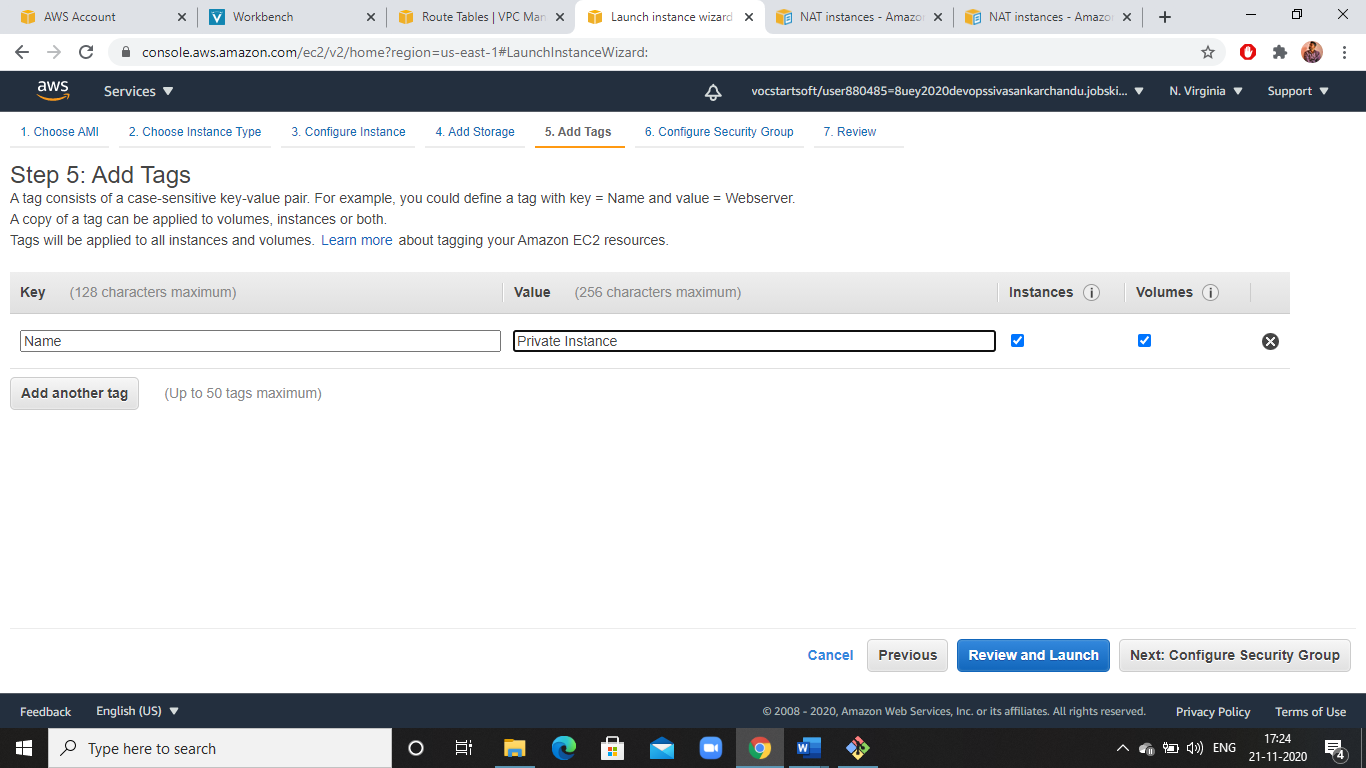 AWS Account
Workbench
Route Tables | VPC Man
Launch instance wizard
NAT instances - Amazo
NAT instances - Amazo
console.aws.amazon.com/ec2/v2/home?region=us-east-1#LaunchInstanceWizard:
aws
Services
vocstartsoft/user880485=8uey2020devopssivasankarchandu.jobski...
N. Virginia
Support
1. Choose AMI
2. Choose Instance Type
3. Configure Instance
4. Add Storage
5. Add Tags
6. Configure Security Group
7. Review
Step 5: Add Tags
A tag consists of a case-sensitive key-value pair. For example, you could define a tag with key = Name and value = Webserver.
A copy of a tag can be applied to volumes, instances or both.
Tags will be applied to all instances and volumes. Learn more about tagging your Amazon EC2 resources.
Key (128 characters maximum)
Value (256 characters maximum)
Instances
Volumes
Name
Private Instance
Add another tag
(Up to 50 tags maximum)
Cancel
Previous
Review and Launch
Next: Configure Security Group
Feedback
English (US)
© 2008 - 2020, Amazon Web Services, Inc. or its affiliates. All rights reserved.
Privacy Policy
Terms of Use
Type here to search
ENG
17:24
21-11-2020
4